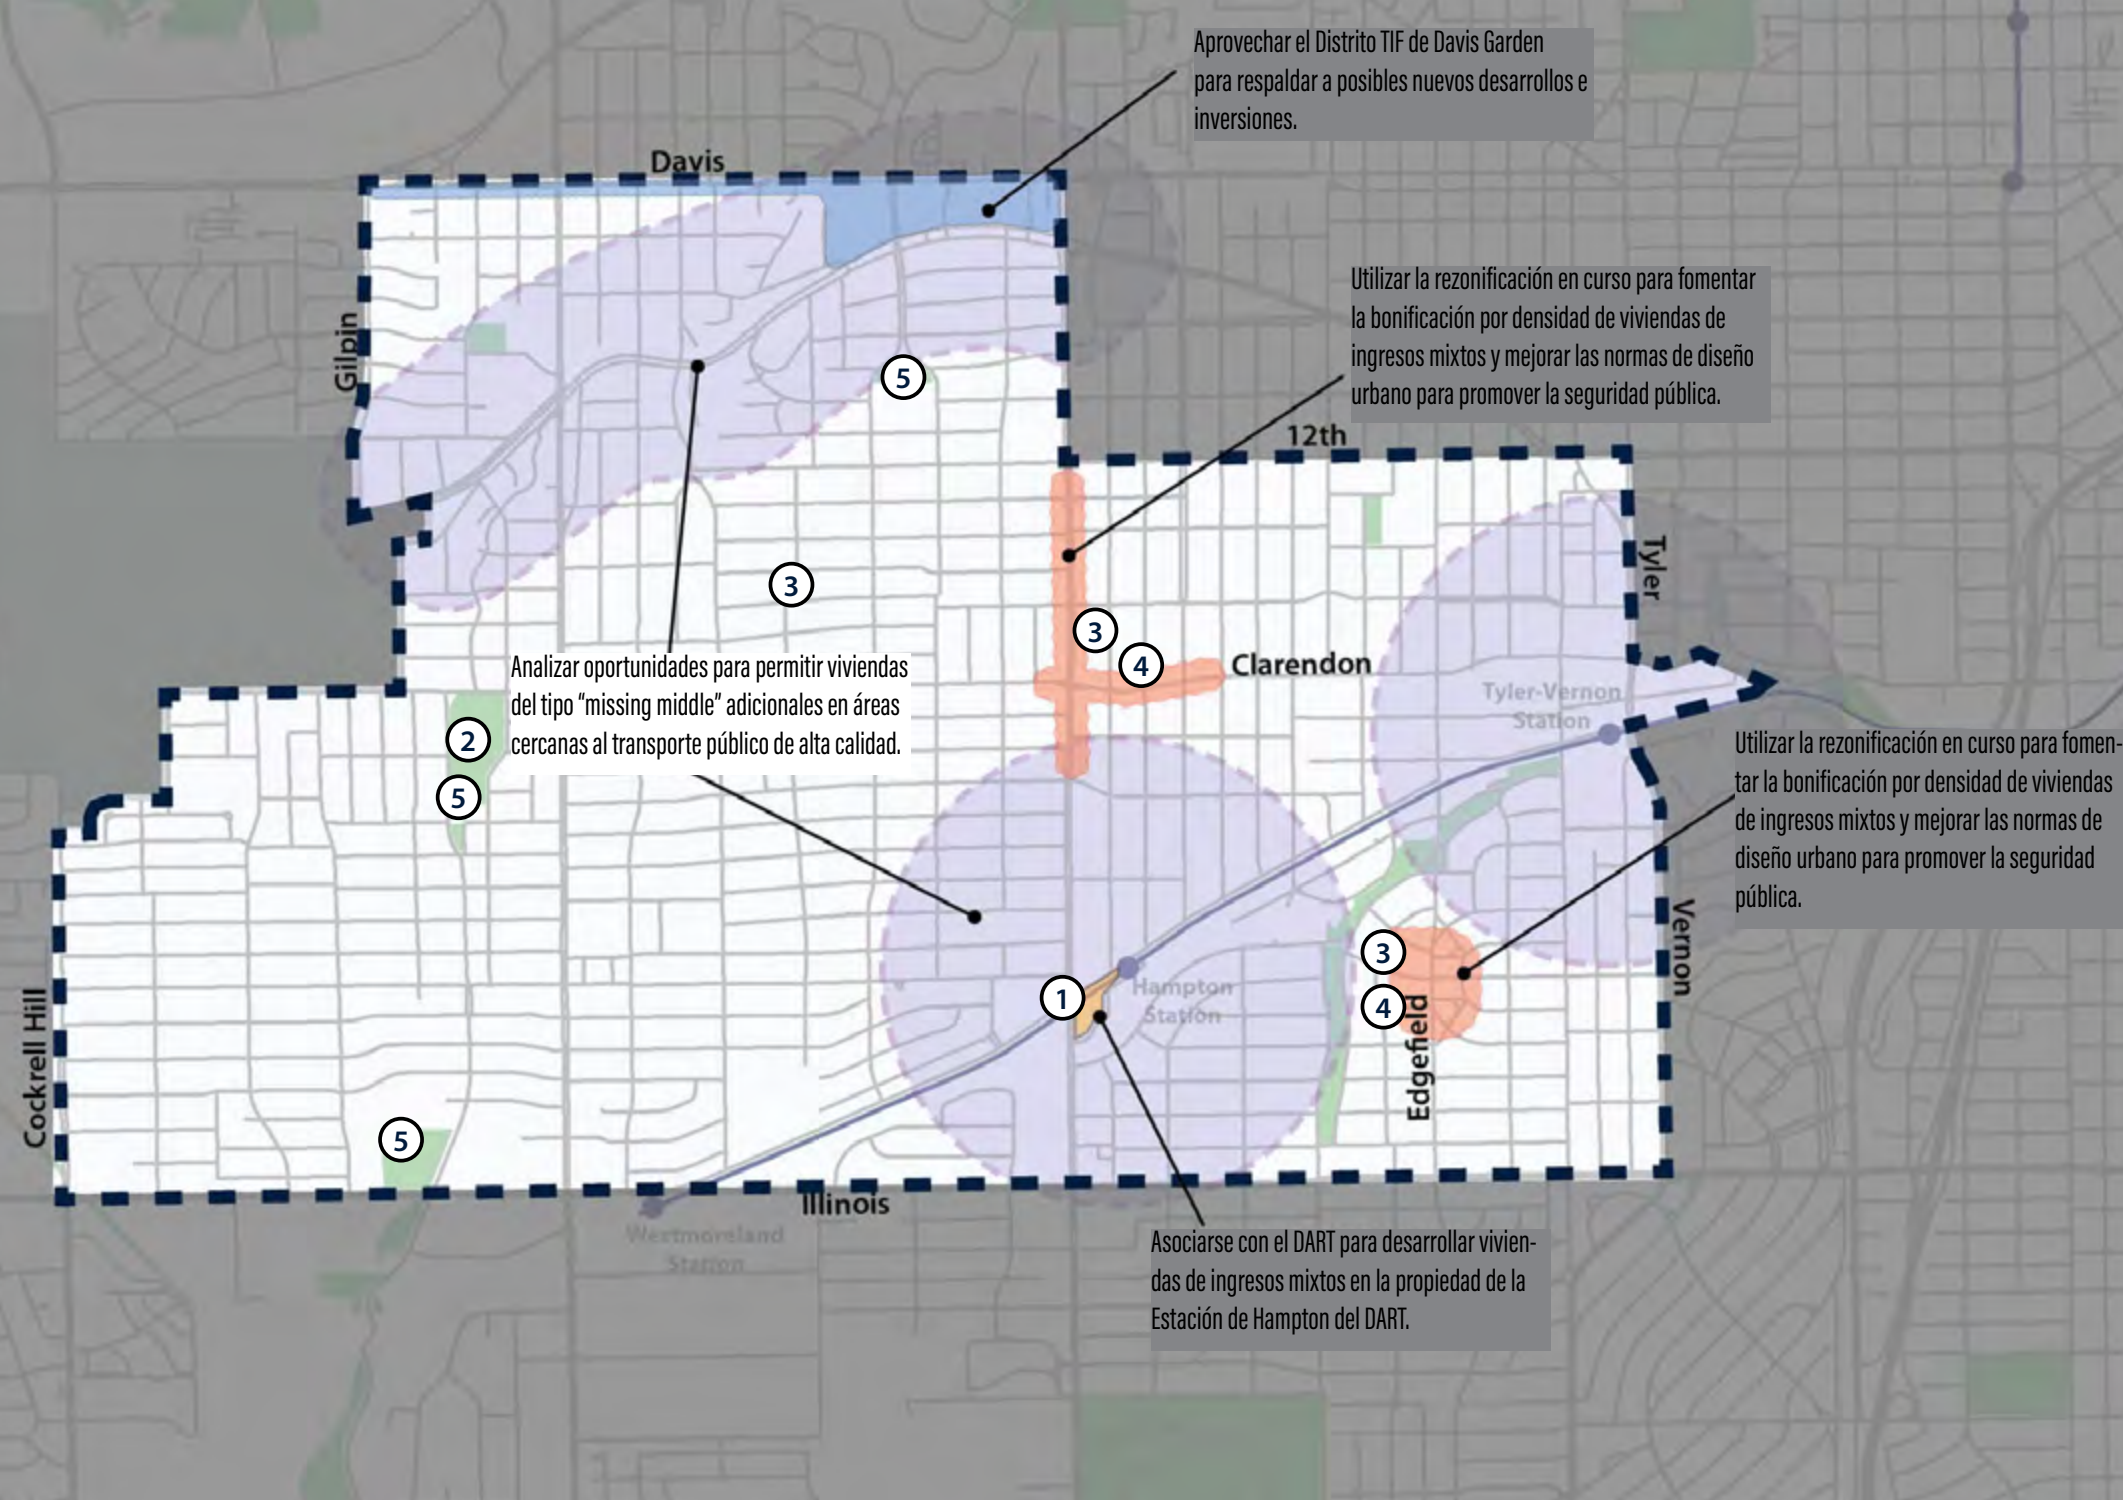 Aprovechar el Distrito TIF de Davis Garden
para respaldar a posibles nuevos desarrollos e
inversiones.
Davis
Utilizar la rezonificación en curso para fomentar
la bonificación por densidad de viviendas de
ingresos mixtos y mejorar las normas de diseño
urbano para promover la seguridad pública.
Gilpin
5
12th
Tyler
3
3
4
Clarendon
Analizar oportunidades para permitir viviendas
del tipo “missing middle” adicionales en áreas
cercanas al transporte público de alta calidad.
Tyler-Vernon
Station
2
5
Utilizar la rezonificación en curso para fomen-
tar la bonificación por densidad de viviendas
de ingresos mixtos y mejorar las normas de
diseño urbano para promover la seguridad
pública.
Vernon
3
4
Edgefield
1
Hampton
Station
Cockrell Hill
5
Illinois
Westmoreland
Station
Asociarse con el DART para desarrollar vivien-
das de ingresos mixtos en la propiedad de la
Estación de Hampton del DART.